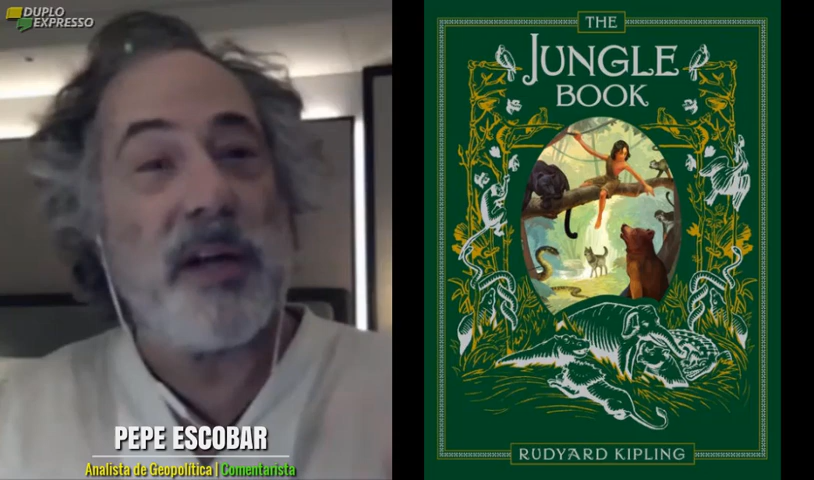 DUPLO
EXPRESSO
PEPE ESCOBAR
Analista de Geopolítica | Comentarista
THE
JUNGLE
BOOK
RUDYARD KIPLING